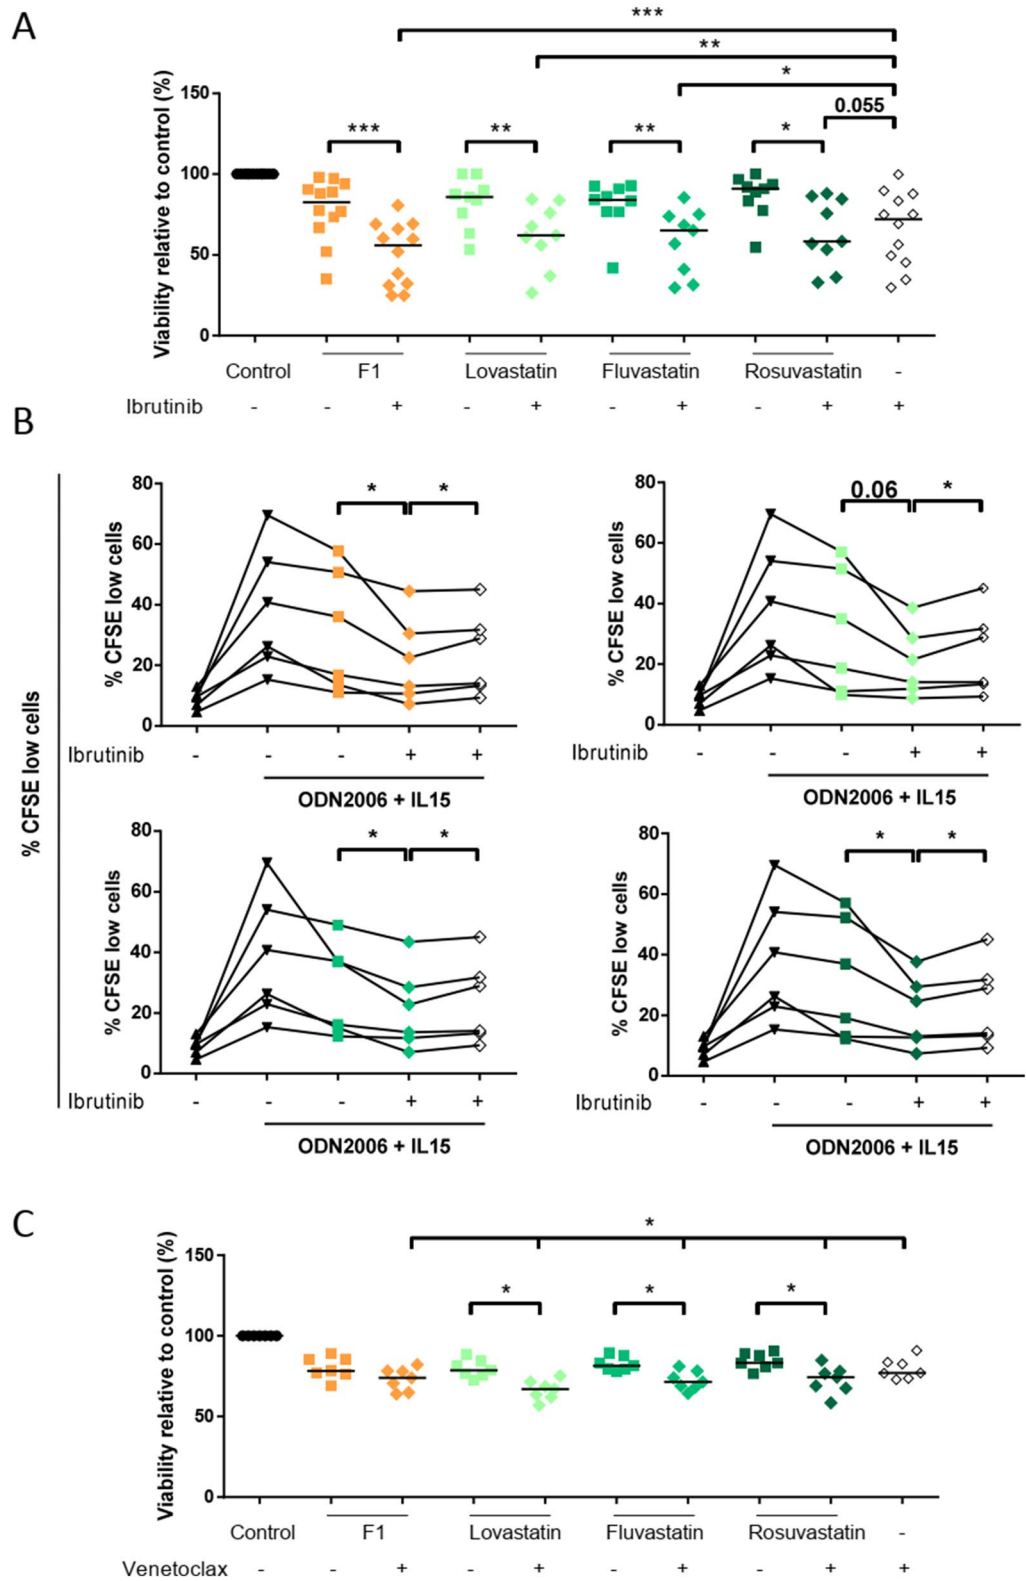 A
***
**
*
0.055
*** ** ** *
Viability relative to control (%)
150
100
50
0
Control F1 Lovastatin Fluvastatin Rosuvastatin -
Ibrutinib - - + - + - + - + +
B
% CFSE low cells
% CFSE low cells
80
60
40
20
0
* *
Ibrutinib - - - + +
ODN2006 + IL15
% CFSE low cells
80
60
40
20
0
0.06 *
Ibrutinib - - - + +
ODN2006 + IL15
% CFSE low cells
80
60
40
20
0
* *
Ibrutinib - - - + +
ODN2006 + IL15
% CFSE low cells
80
60
40
20
0
* *
Ibrutinib - - - + +
ODN2006 + IL15
C
*
* * *
Viability relative to control (%)
150
100
50
0
Control F1 Lovastatin Fluvastatin Rosuvastatin -
Venetoclax - - + - + - + - + +